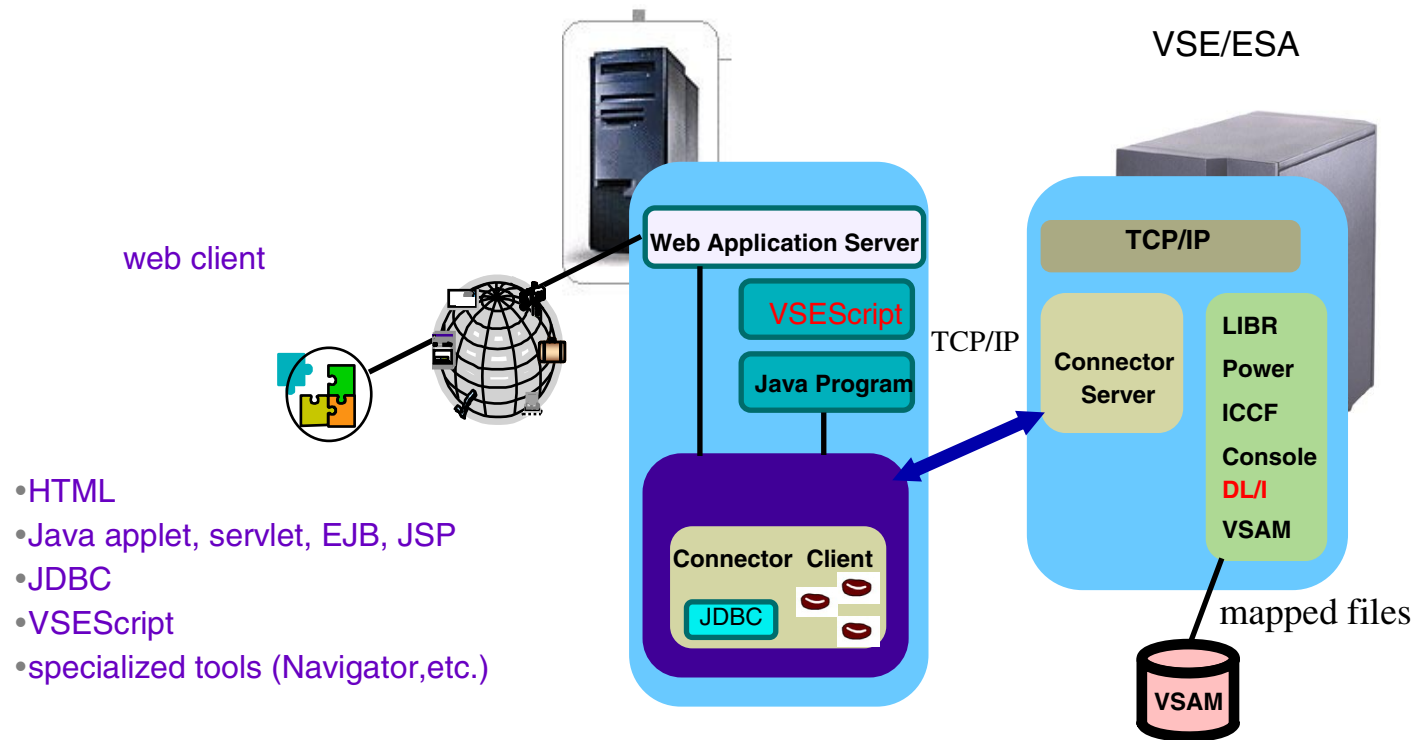 VSE/ESA
web client
Web Application Server
VSEScript
Java Program
TCP/IP
TCP/IP
Connector
Server
LIBR
Power
ICCF
Console
DL/I
VSAM
Connector Client
JDBC
mapped files
VSAM
•HTML
•Java applet, servlet, EJB, JSP
•JDBC
•VSEScript
•specialized tools (Navigator,etc.)